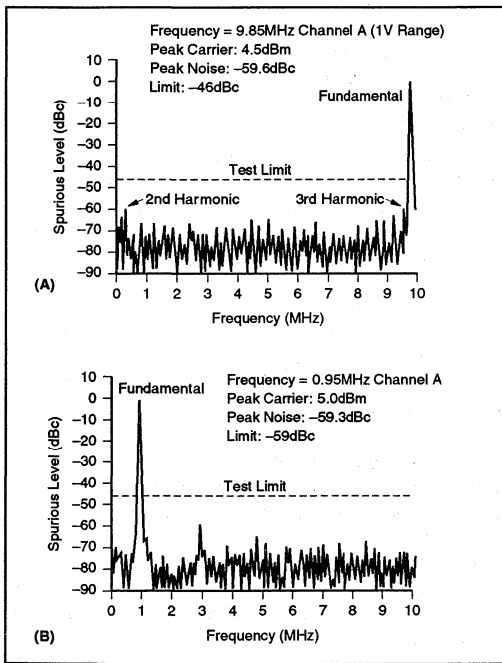 Frequency = 9.85MHz Channel A (1V Range)
Peak Carrier: 4.5dBm
Peak Noise: –59.6dBc
Limit: –46dBc
Fundamental
Test Limit
2nd Harmonic
3rd Harmonic
Spurious Level (dBc)
10
0
–10
–20
–30
–40
–50
–60
–70
–80
–90
0 1 2 3 4 5 6 7 8 9 10
Frequency (MHz)
(A)
Frequency = 0.95MHz Channel A
Peak Carrier: 5.0dBm
Peak Noise: –59.3dBc
Limit: –59dBc
Fundamental
Test Limit
Spurious Level (dBc)
10
0
–10
–20
–30
–40
–50
–60
–70
–80
–90
0 1 2 3 4 5 6 7 8 9 10
Frequency (MHz)
(B)